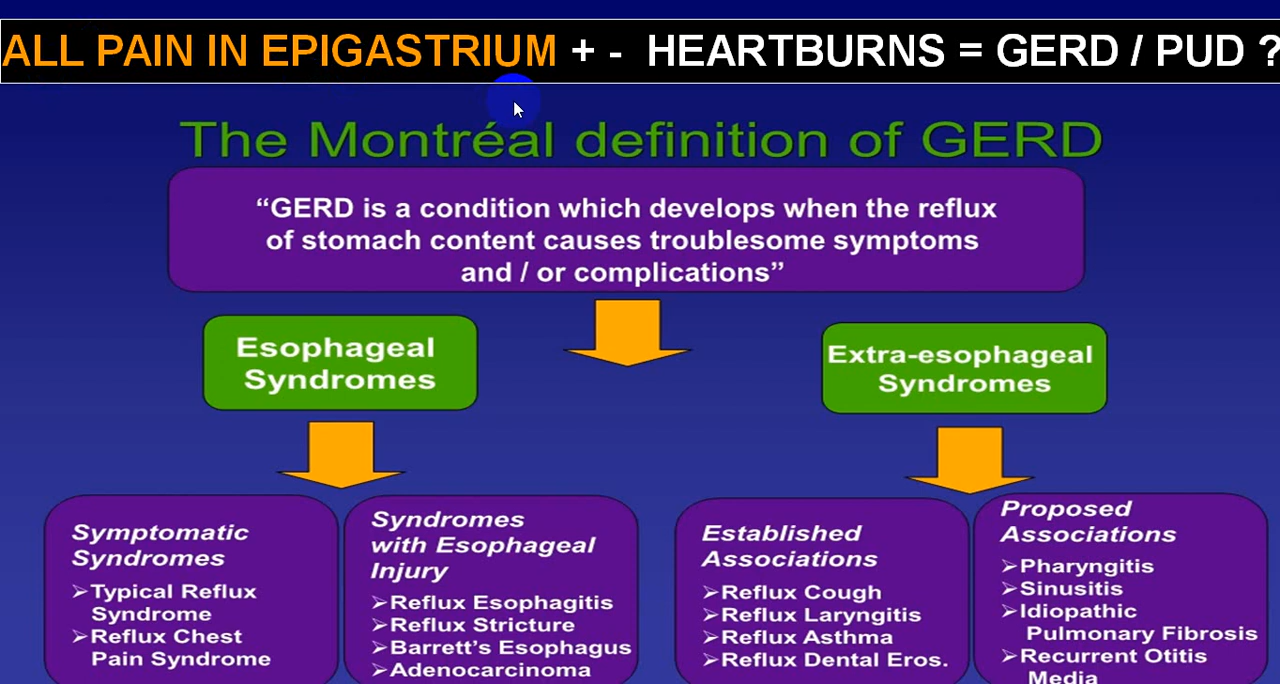 ALL PAIN IN EPIGASTRIUM + - HEARTBURNS = GERD / PUD ?
The Montréal definition of GERD
“GERD is a condition which develops when the reflux
of stomach content causes troublesome symptoms
and / or complications”
Esophageal
Syndromes
Extra-esophageal
Syndromes
Symptomatic
Syndromes
➢Typical Reflux
Syndrome
➢Reflux Chest
Pain Syndrome
Syndromes
with Esophageal
Injury
➢Reflux Esophagitis
➢Reflux Stricture
➢Barrett’s Esophagus
➢Adenocarcinoma
Established
Associations
➢Reflux Cough
➢Reflux Laryngitis
➢Reflux Asthma
➢Reflux Dental Eros.
Proposed
Associations
➢Pharyngitis
➢Sinusitis
➢Idiopathic
Pulmonary Fibrosis
➢Recurrent Otitis
Media